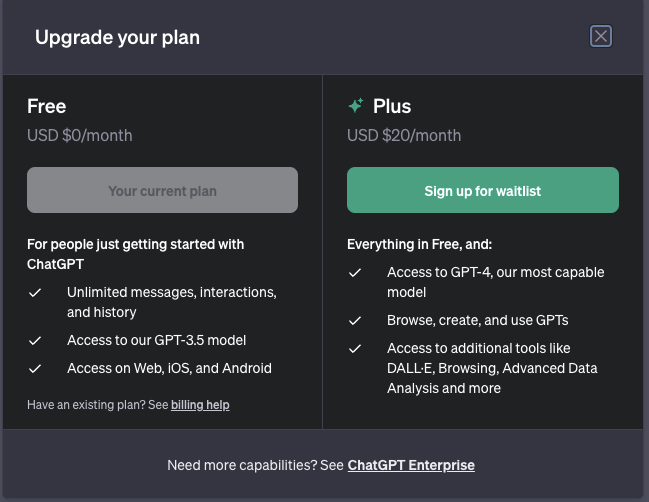 Upgrade your plan
Free
USD $0/month
Your current plan
For people just getting started with
ChatGPT
Unlimited messages, interactions,
and history
Access to our GPT-3.5 model
Access on Web, iOS, and Android
Have an existing plan? See billing help
Plus
USD $20/month
Sign up for waitlist
Everything in Free, and:
Access to GPT-4, our most capable
model
Browse, create, and use GPTs
Access to additional tools like
DALL·E, Browsing, Advanced Data
Analysis and more
Need more capabilities? See ChatGPT Enterprise